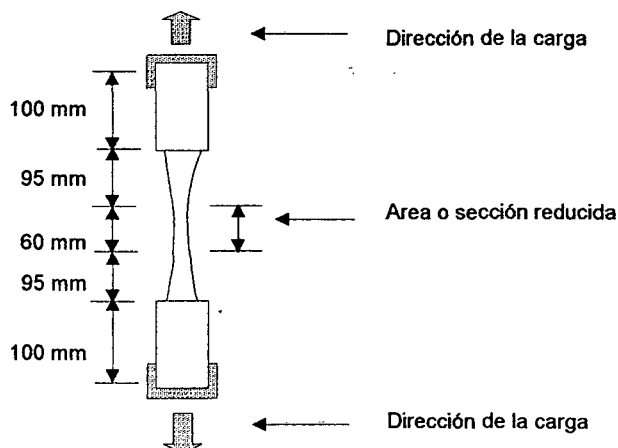 Dirección de la carga
100 mm
95 mm
Area o sección reducida
60 mm
95 mm
100 mm
Dirección de la carga